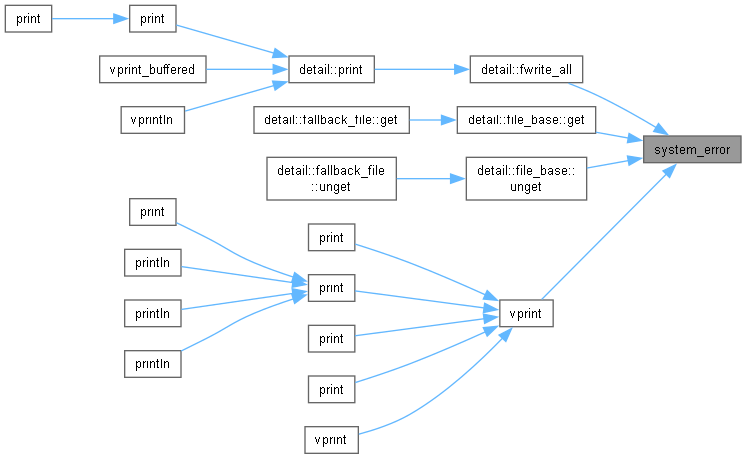 print
print
vprint_buffered
detail::print
detail::fwrite_all
vprintln
detail::fallback_file::get
detail::file_base::get
system_error
detail::fallback_file
::unget
detail::file_base::
unget
print
print
println
print
println
vprint
print
println
print
vprint